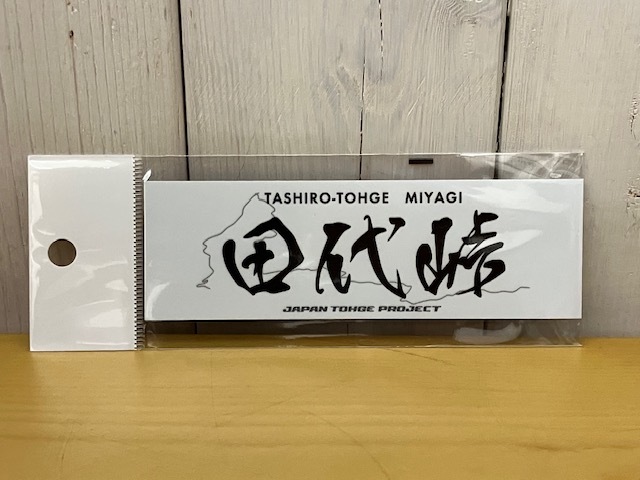 TASHIRO-TOHGE MIYAGI
田代峠
JAPAN TOHGE PROJECT